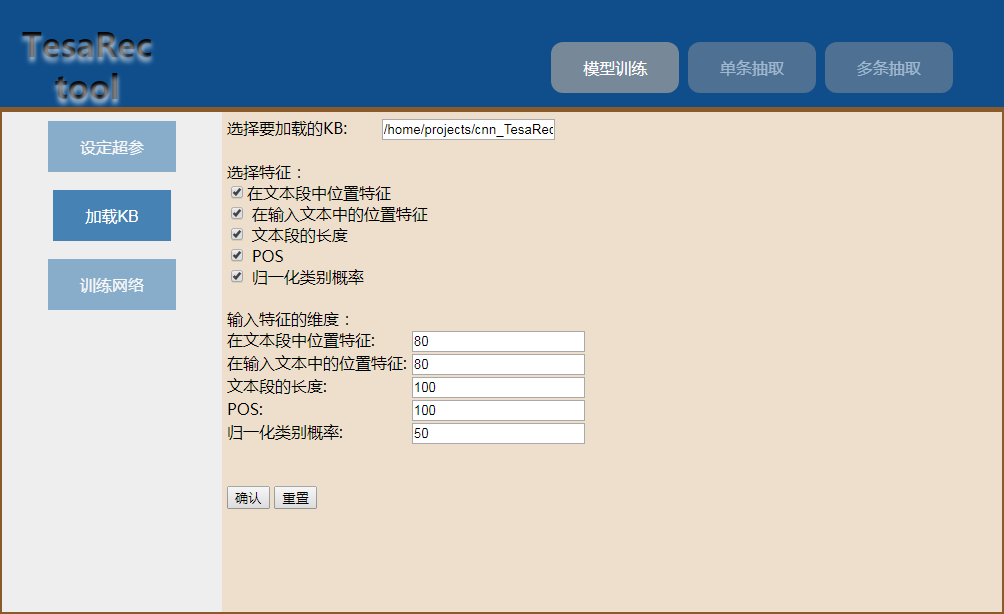 TesaRec
tool
模型训练
单条抽取
多条抽取
设定超参
加载KB
训练网络
选择要加载的KB:
/home/projects/cnn_TesaRec
选择特征：
在文本段中位置特征
在输入文本中的位置特征
文本段的长度
POS
归一化类别概率
输入特征的维度：
在文本段中位置特征: 80
在输入文本中的位置特征: 80
文本段的长度: 100
POS: 100
归一化类别概率: 50
确认 重置